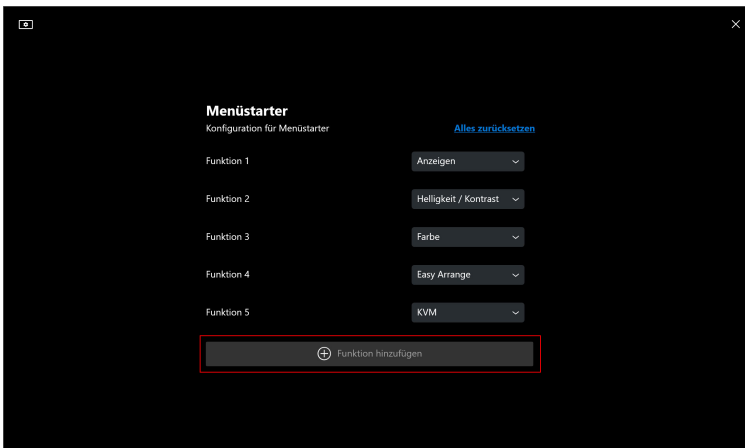 Menüstarter
Konfiguration für Menüstarter Alles zurücksetzen
Funktion 1 Anzeigen
Funktion 2 Helligkeit / Kontrast
Funktion 3 Farbe
Funktion 4 Easy Arrange
Funktion 5 KVM
Funktion hinzufügen